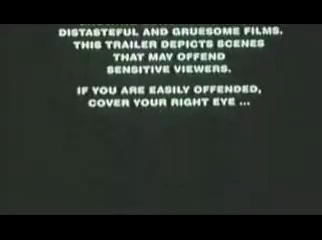 DISTASTEFUL AND GRUESOME FILMS.
THIS TRAILER DEPICTS SCENES
THAT MAY OFFEND
SENSITIVE VIEWERS.
IF YOU ARE EASILY OFFENDED,
COVER YOUR RIGHT EYE ...